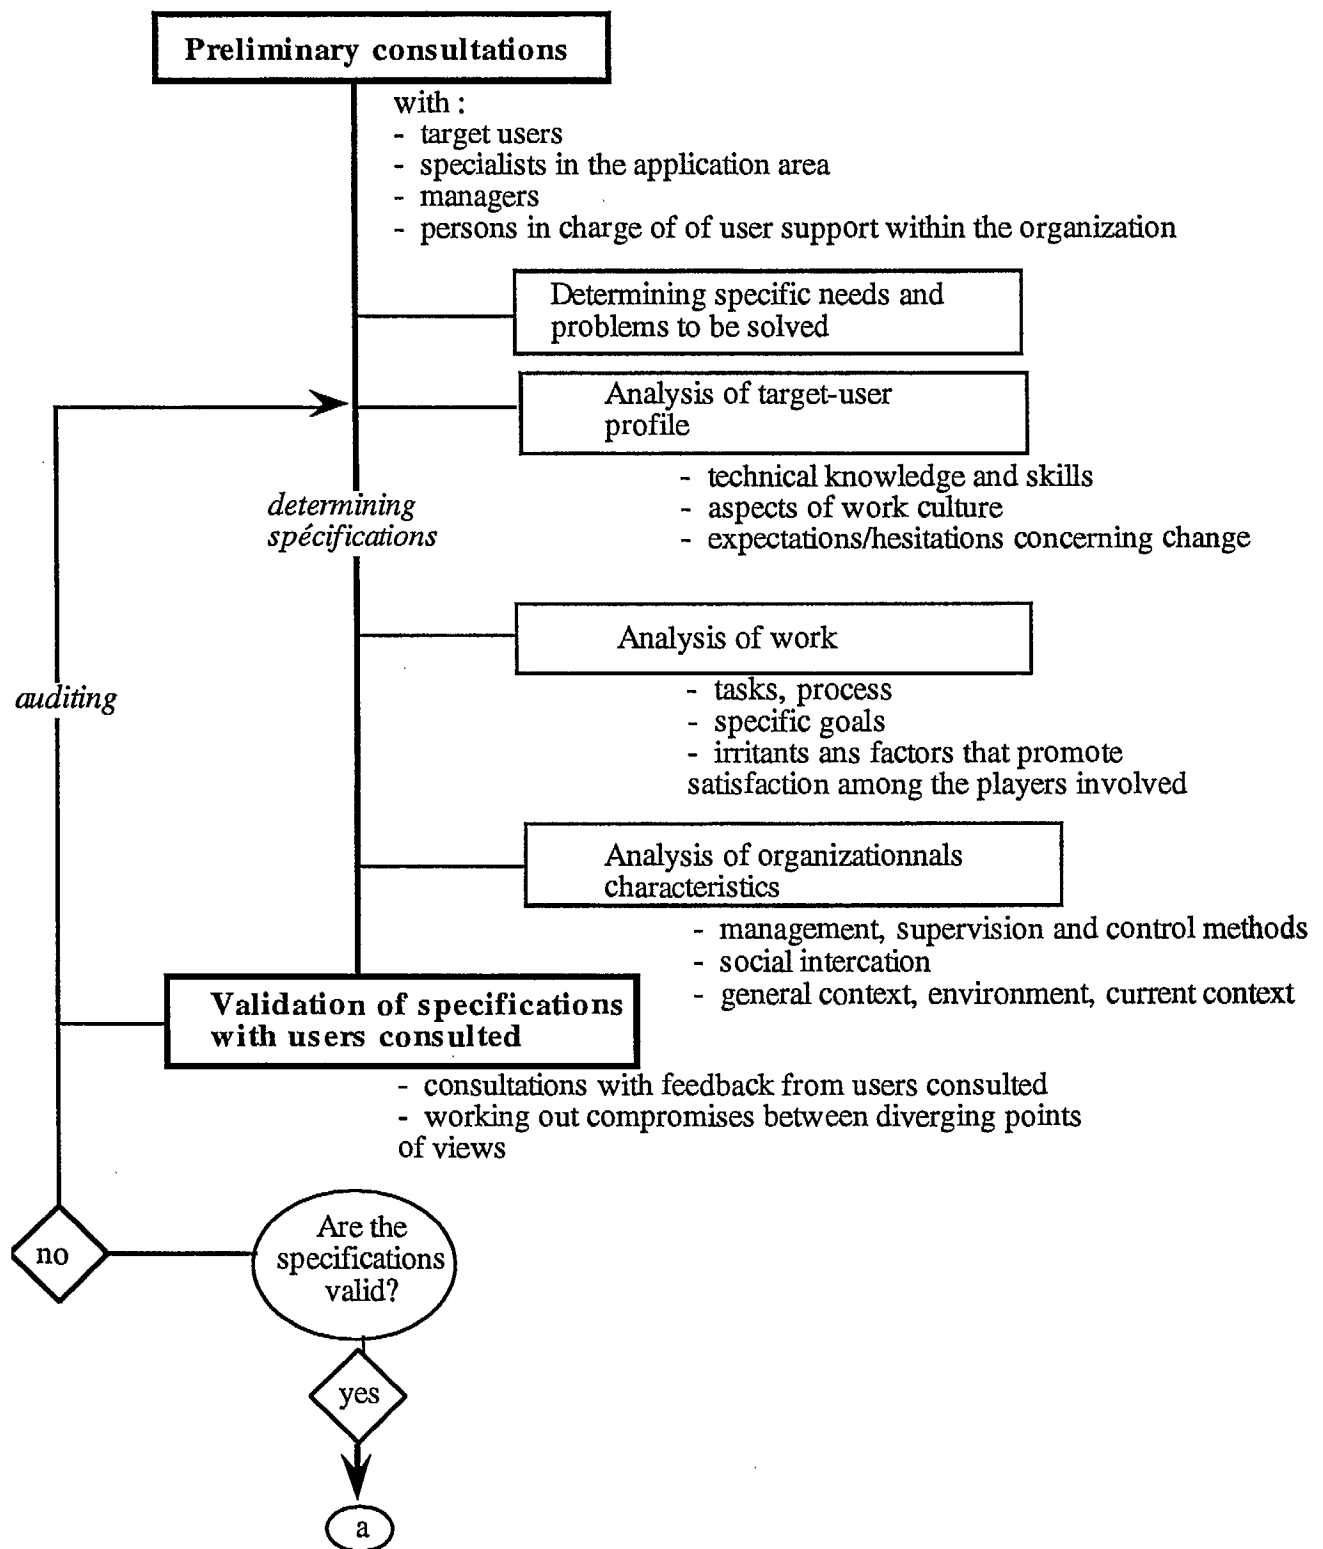 Preliminary consultations
with :
- target users
- specialists in the application area
- managers
- persons in charge of of user support within the organization
Determining specific needs and
problems to be solved
Analysis of target-user
profile
- technical knowledge and skills
- aspects of work culture
- expectations/hesitations concerning change
determining
spécifications
Analysis of work
- tasks, process
- specific goals
- irritants ans factors that promote
satisfaction among the players involved
auditing
Analysis of organizationnals
characteristics
- management, supervision and control methods
- social intercation
- general context, environment, current context
Validation of specifications
with users consulted
- consultations with feedback from users consulted
- working out compromises between diverging points
of views
Are the
specifications
valid?
no
yes
a